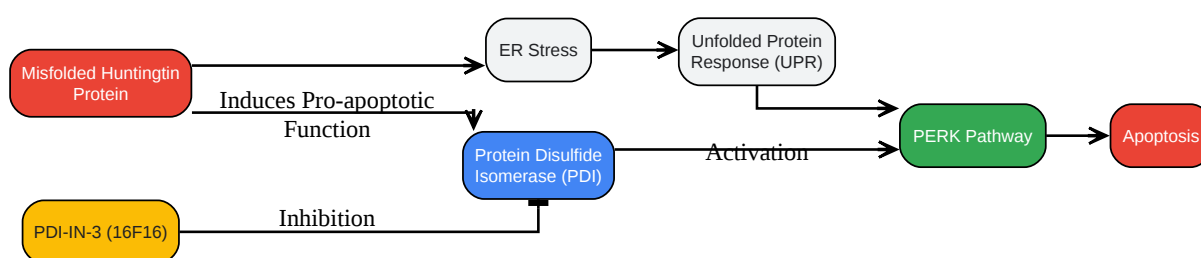 ER Stress
Unfolded Protein
Response (UPR)
Misfolded Huntingtin
Protein
Induces Pro-apoptotic
Function
Protein Disulfide
Isomerase (PDI)
Activation
PERK Pathway
Apoptosis
PDI-IN-3 (16F16)
Inhibition